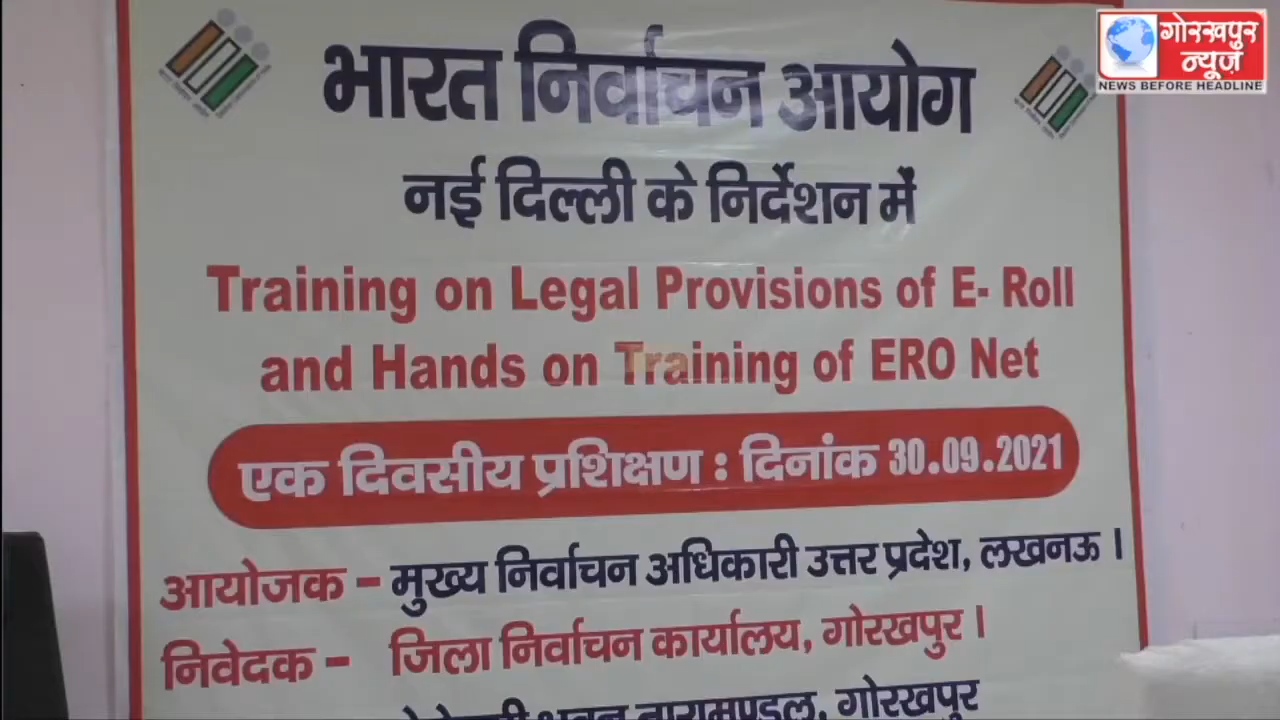 गोरखपुर
न्यूज़
NEWS BEFORE HEADLINE
भारत निर्वाचन आयोग
नई दिल्ली के निर्देशन में
Training on Legal Provisions of E- Roll
and Hands on Training of ERO Net
एक दिवसीय प्रशिक्षण : दिनांक 30.09.2021
आयोजक – मुख्य निर्वाचन अधिकारी उत्तर प्रदेश, लखनऊ ।
निवेदक – जिला निर्वाचन कार्यालय, गोरखपुर ।
गोरखपुर